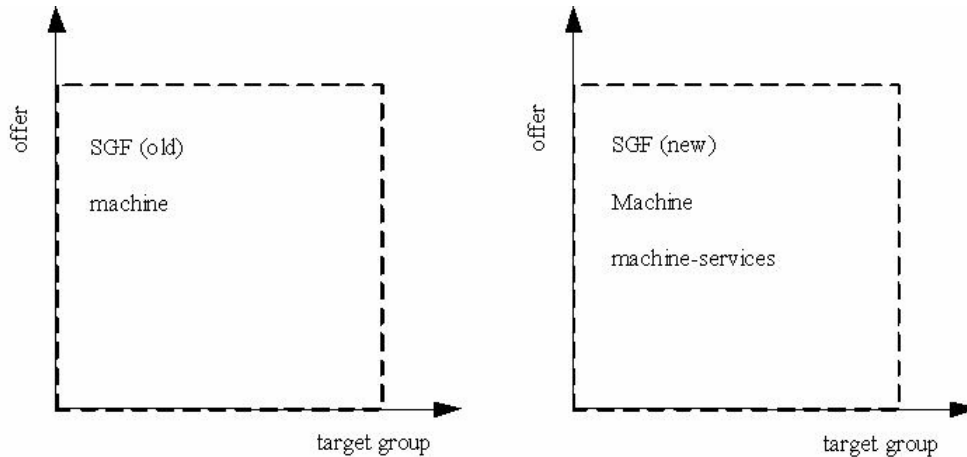 offer
SGF (old)
machine
target group
offer
SGF (new)
Machine
machine-services
target group